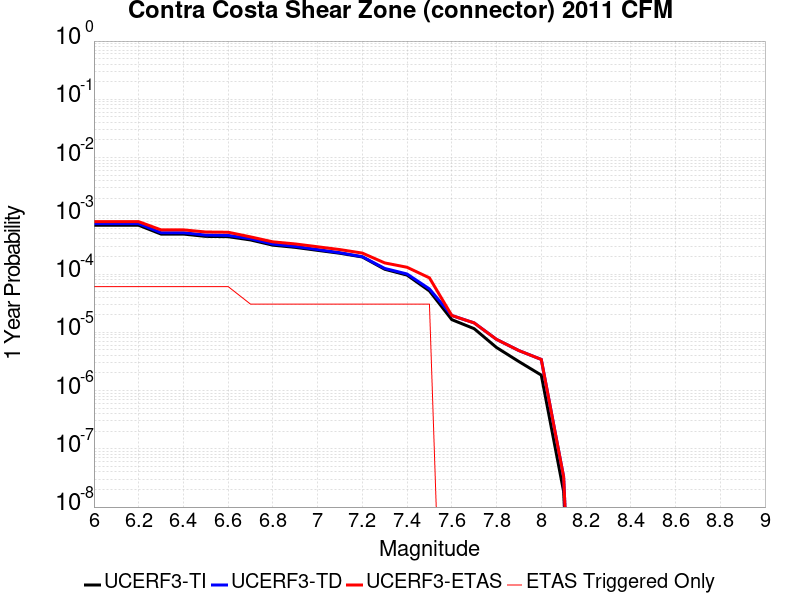 Contra Costa Shear Zone (connector) 2011 CFM
10^0
10^-1
10^-2
10^-3
10^-4
10^-5
10^-6
10^-7
10^-8
1 Year Probability
6 6.2 6.4 6.6 6.8 7 7.2 7.4 7.6 7.8 8 8.2 8.4 8.6 8.8 9
Magnitude
UCERF3-TI UCERF3-TD UCERF3-ETAS ETAS Triggered Only